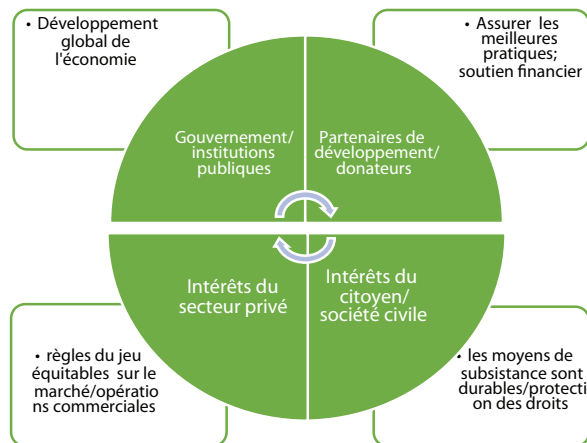 • Développement
global de
l'économie
• Assurer les
meilleures
pratiques;
soutien financier
Gouvernement/
institutions
publiques
Partenaires de
développement/
donateurs
Intérêts du
secteur privé
Intérêts du
citoyen/
société civile
• règles du jeu
équitables sur le
marché/opératio
ns commerciales
• les moyens de
subsistance sont
durables/protecti
on des droits